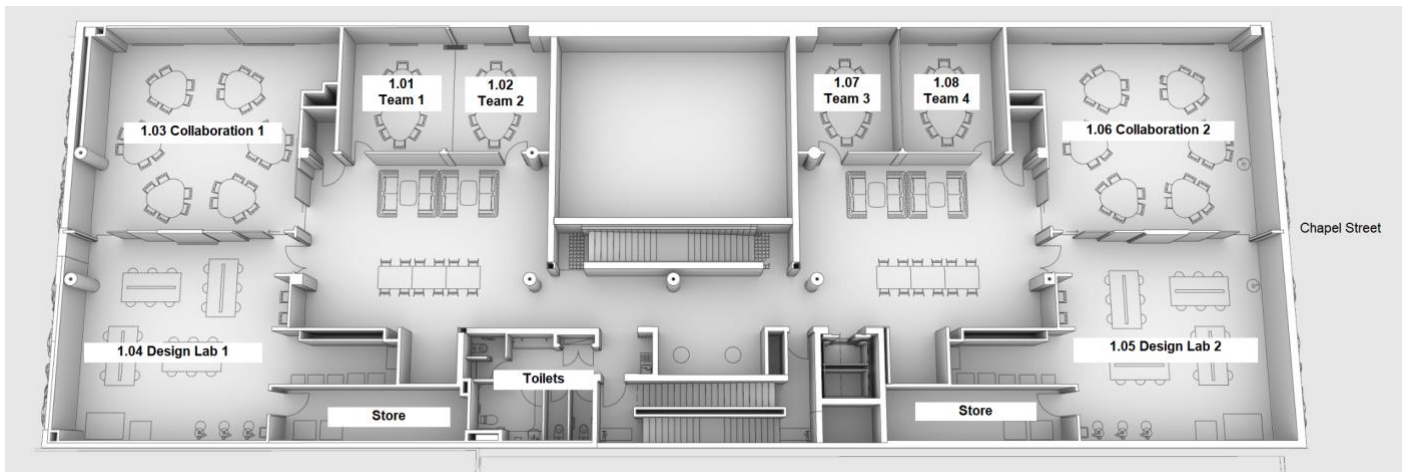 1.01
Team 1
1.02
Team 2
1.07
Team 3
1.08
Team 4
1.03 Collaboration 1
1.06 Collaboration 2
Chapel Street
1.04 Design Lab 1
1.05 Design Lab 2
Toilets
Store
Store